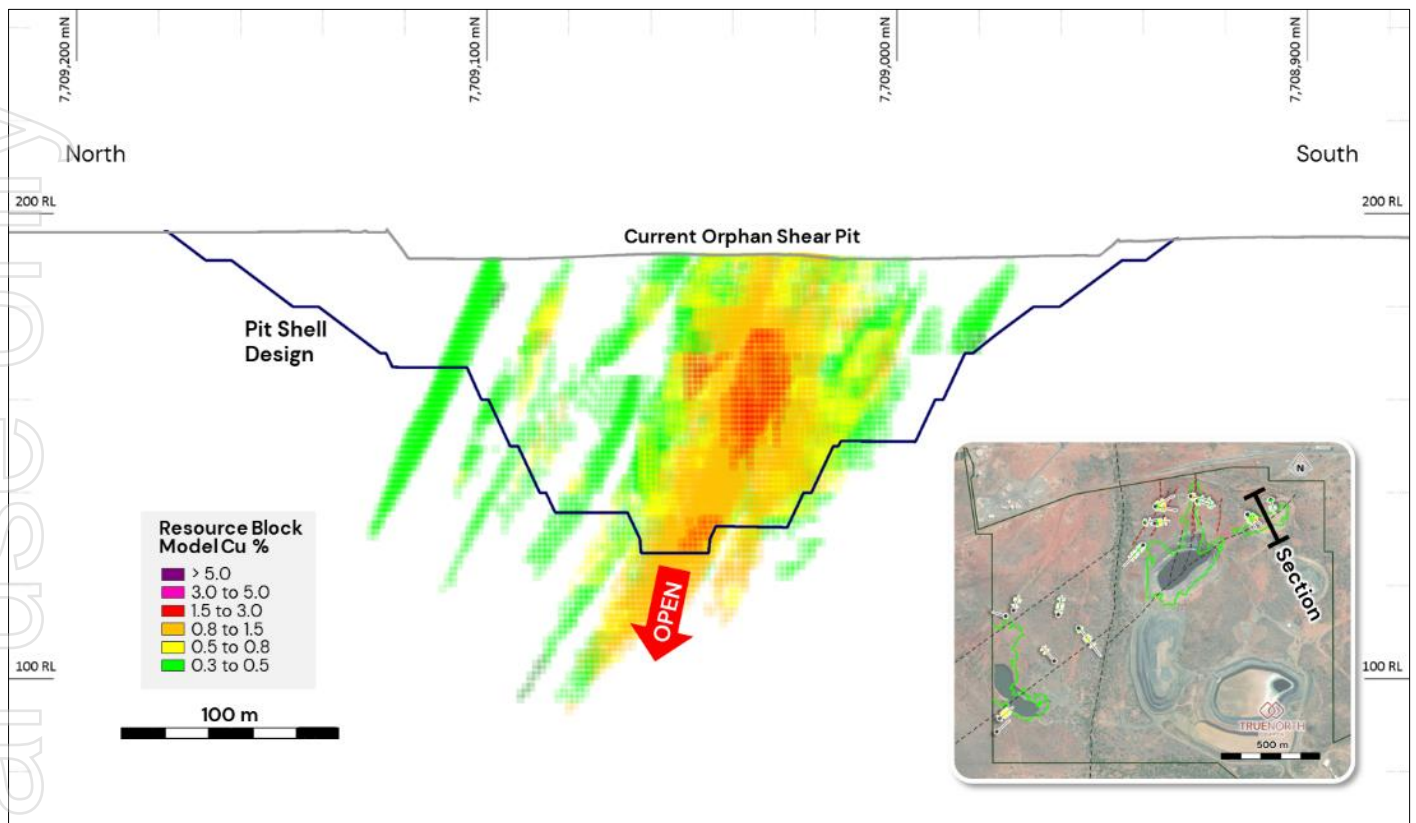 7,709,200 mN
7,709,100 mN
7,709,000 mN
7,708,900 mN
North
South
200 RL
200 RL
Current Orphan Shear Pit
Pit Shell
Design
Resource Block
Model Cu %
> 5.0
3.0 to 5.0
1.5 to 3.0
0.8 to 1.5
0.5 to 0.8
0.3 to 0.5
100 m
OPEN
N
Section
TRUENORTH
500 m
100 RL
100 RL